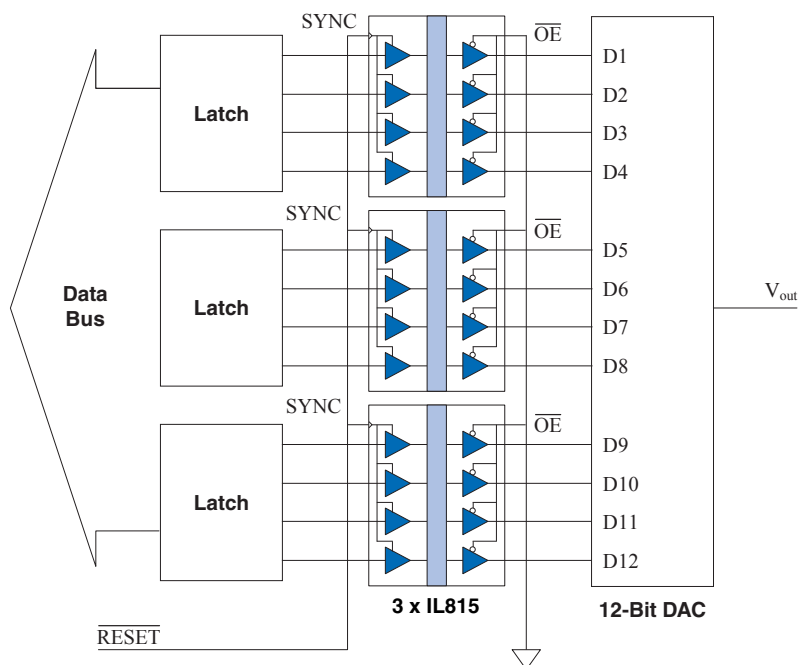 SYNC
OE
D1
D2
D3
D4
Latch
SYNC
OE
D5
D6
D7
D8
Latch
Data
Bus
Vout
SYNC
OE
D9
D10
D11
D12
Latch
3 x IL815
12-Bit DAC
RESET